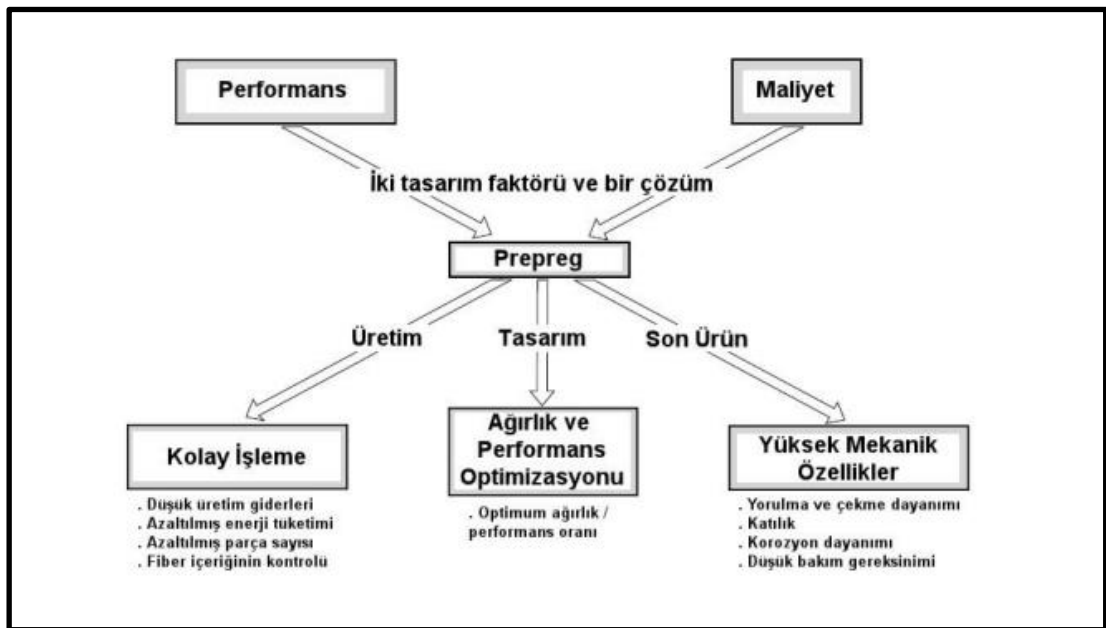 Performans
Maliyet
İki tasarım faktörü ve bir çözüm
Prepreg
Üretim
Tasarım
Son Ürün
Kolay İşleme
. Düşük üretim giderleri
. Azaltılmış enerji tüketimi
. Azaltılmış parça sayısı
. Fiber içeriğinin kontrolü
Ağırlık ve
Performans
Optimizasyonu
. Optimum ağırlık /
performans oranı
Yüksek Mekanik
Özellikler
. Yorulma ve çekme dayanımı
. Katılık
. Korozyon dayanımı
. Düşük bakım gereksinimi